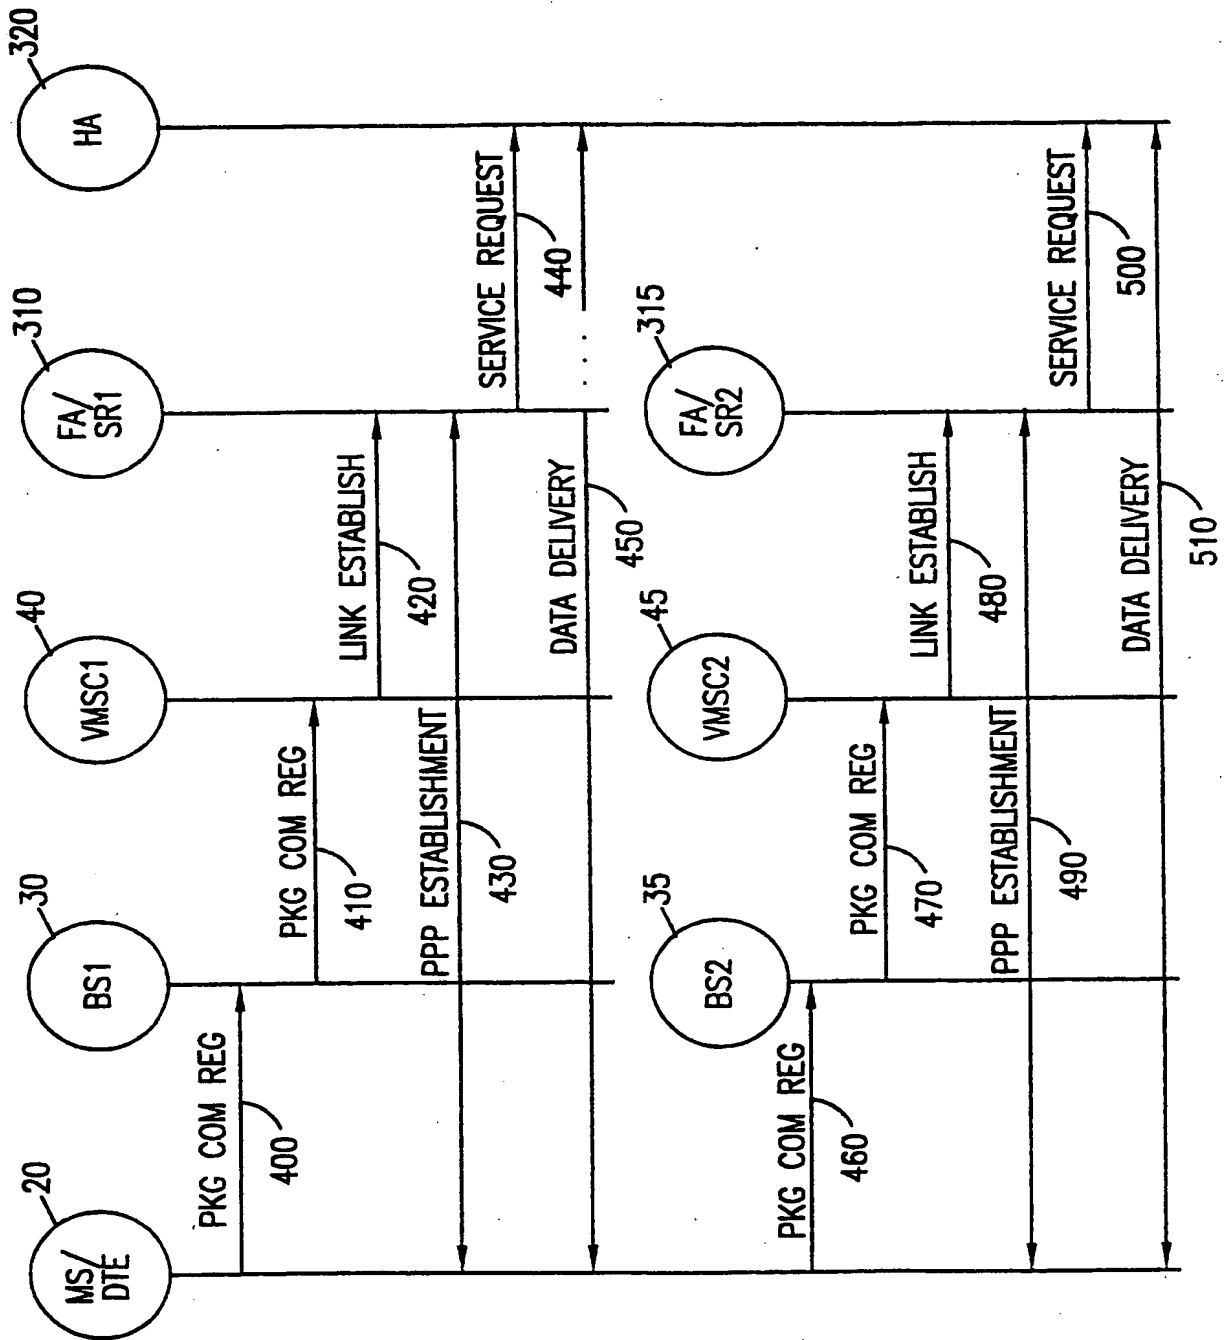 MS/
DTE
20
BS1
30
VMSC1
40
FA/
SR1
310
HA
320
PKG COM REG
400
PKG COM REG
410
LINK ESTABLISH
420
PPP ESTABLISHMENT
430
SERVICE REQUEST
440
DATA DELIVERY
450
BS2
35
VMSC2
45
FA/
SR2
315
PKG COM REG
460
PKG COM REG
470
LINK ESTABLISH
480
PPP ESTABLISHMENT
490
SERVICE REQUEST
500
DATA DELIVERY
510